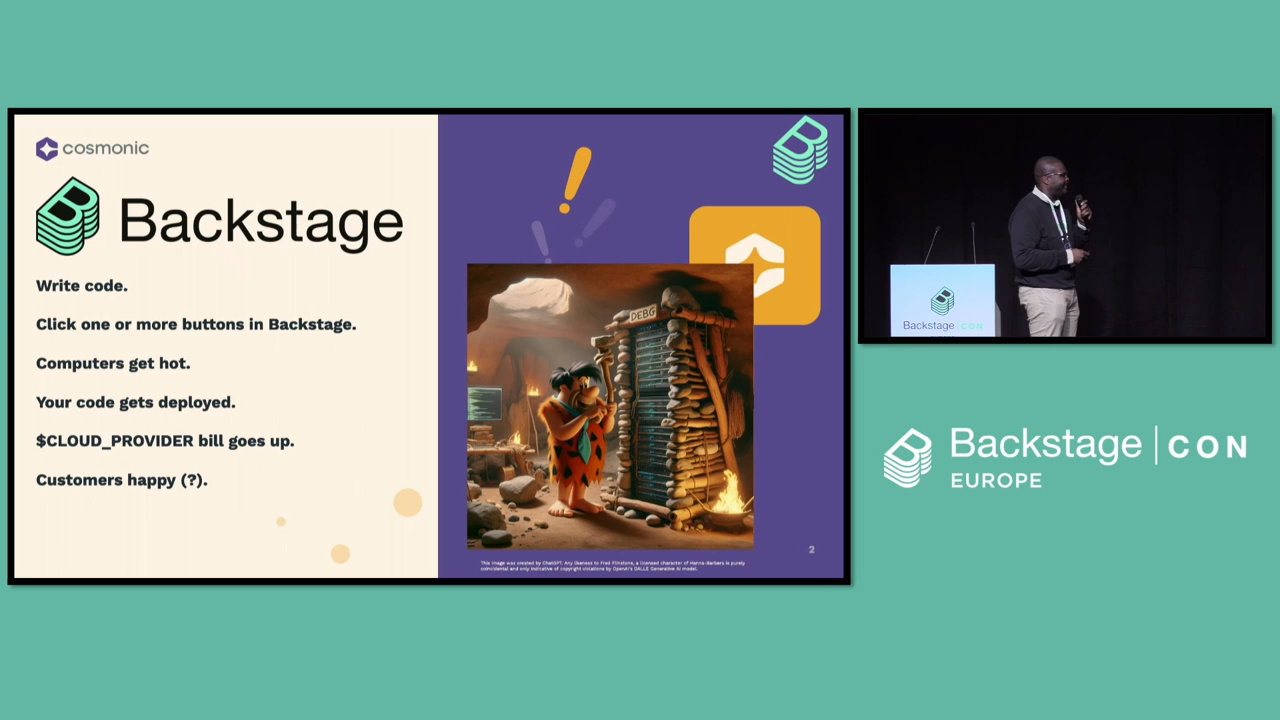 cosmonic
Backstage
Write code.
Click one or more buttons in Backstage.
Computers get hot.
Your code gets deployed.
$CLOUD_PROVIDER bill goes up.
Customers happy (?).
DEBG
2
This image was created by ChatGPT. Any likeness to Fred Flinstone, a licensed character of Hanna-Barbera is purely
coincidental and only indicative of copyright violations by OpenAI's DALLE Generative AI model.
Backstage CON
Backstage | CON
EUROPE